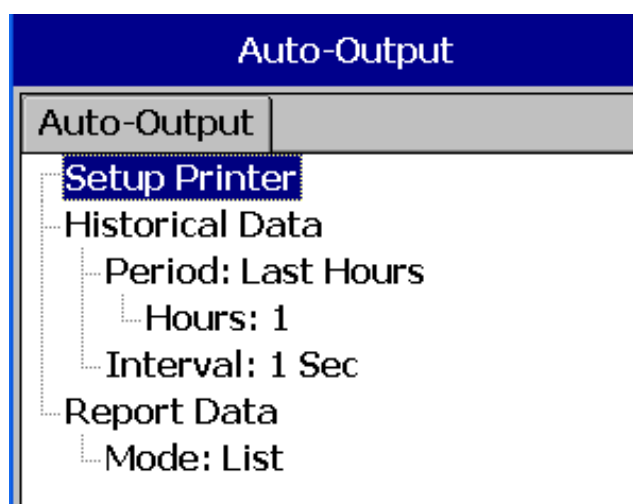 Auto-Output
Auto-Output
Setup Printer
Historical Data
Period: Last Hours
Hours: 1
Interval: 1 Sec
Report Data
Mode: List